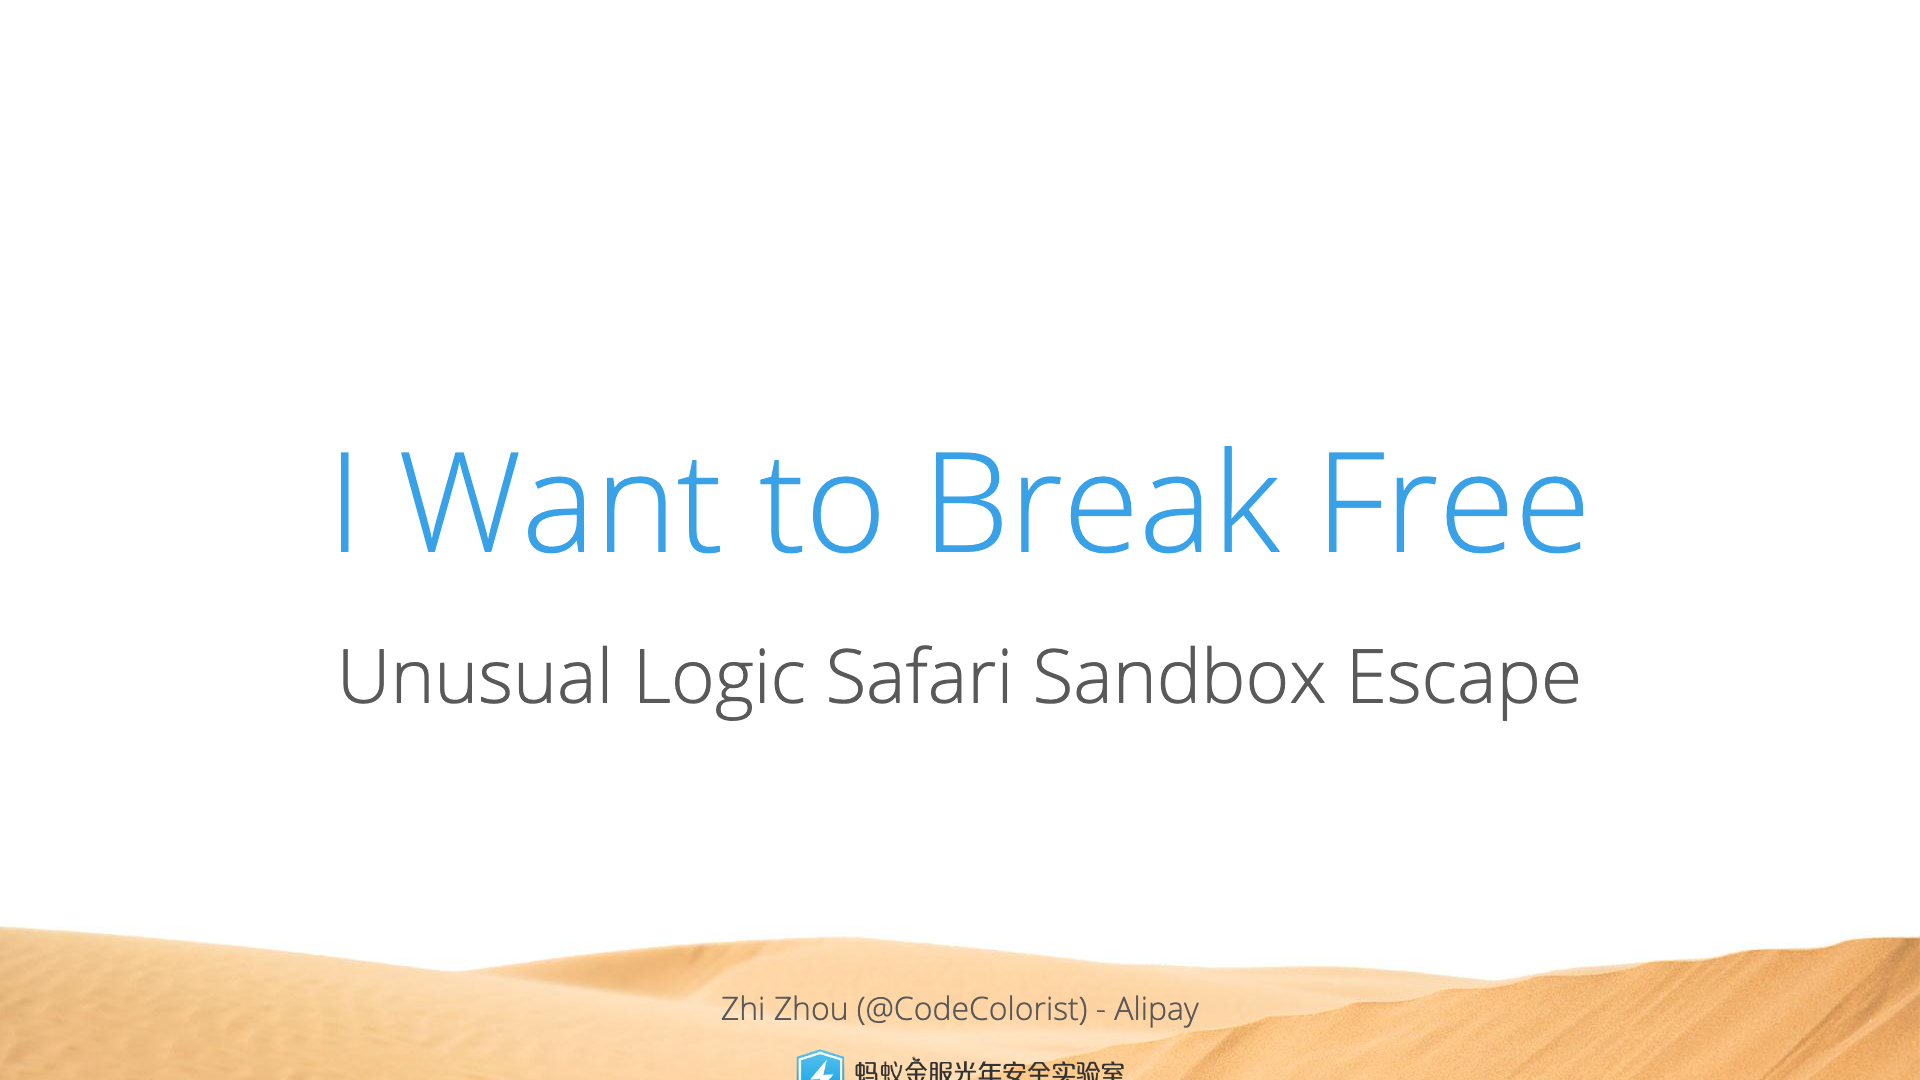 I Want to Break Free
Unusual Logic Safari Sandbox Escape
Zhi Zhou (@CodeColorist) - Alipay
蚂蚁金服光年安全实验室